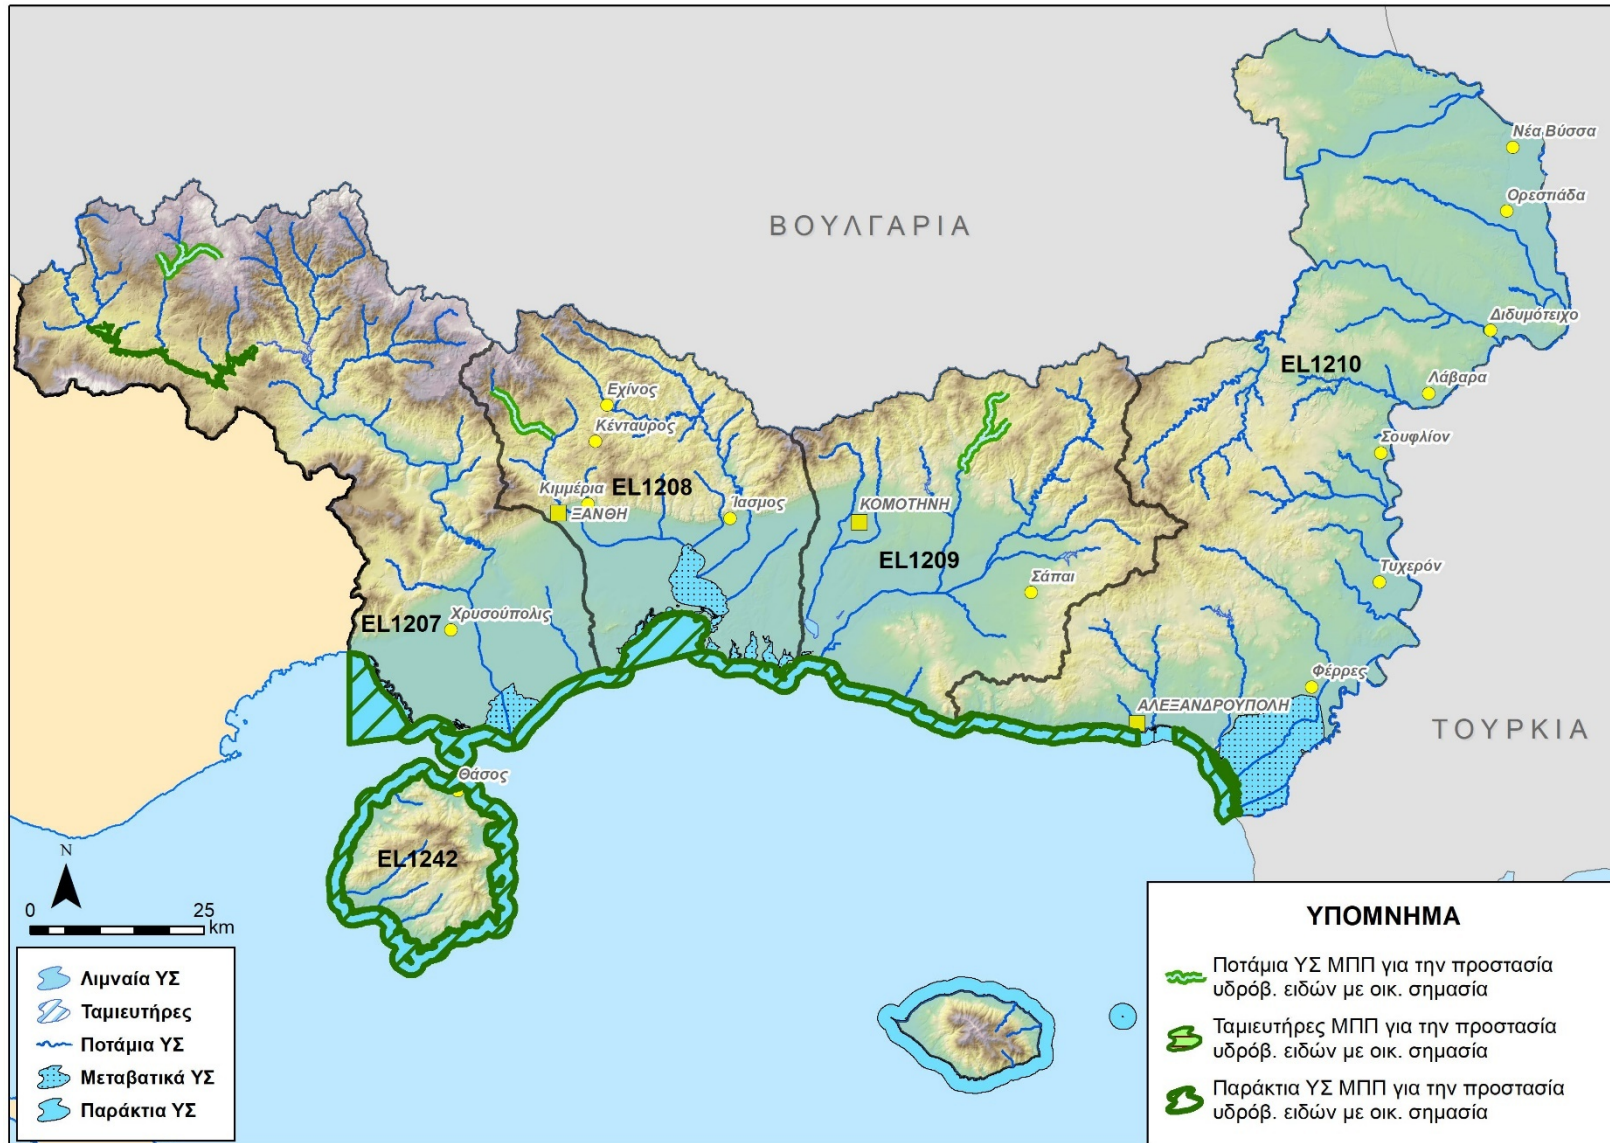 ΒΟΥΛΓΑΡΙΑ
Νέα Βύσσα
Ορεστιάδα
Διδυμότειχο
EL1210
Λάβαρα
Εχίνος
Κένταυρος
Σουφλίον
Κιμμέρια
EL1208
ΞΑΝΘΗ
Ίασμος
ΚΟΜΟΤΗΝΗ
EL1209
Τυχερόν
Σάπαι
EL1207
Χρυσούπολις
Φέρρες
ΑΛΕΞΑΝΔΡΟΥΠΟΛΗ
ΤΟΥΡΚΙΑ
Θάσος
EL1242
N
0 25
km
Λιμναία ΥΣ
Ταμιευτήρες
Ποτάμια ΥΣ
Μεταβατικά ΥΣ
Παράκτια ΥΣ
ΥΠΟΜΝΗΜΑ
Ποτάμια ΥΣ ΜΠΠ για την προστασία
υδρόβ. ειδών με οικ. σημασία
Ταμιευτήρες ΜΠΠ για την προστασία
υδρόβ. ειδών με οικ. σημασία
Παράκτια ΥΣ ΜΠΠ για την προστασία
υδρόβ. ειδών με οικ. σημασία